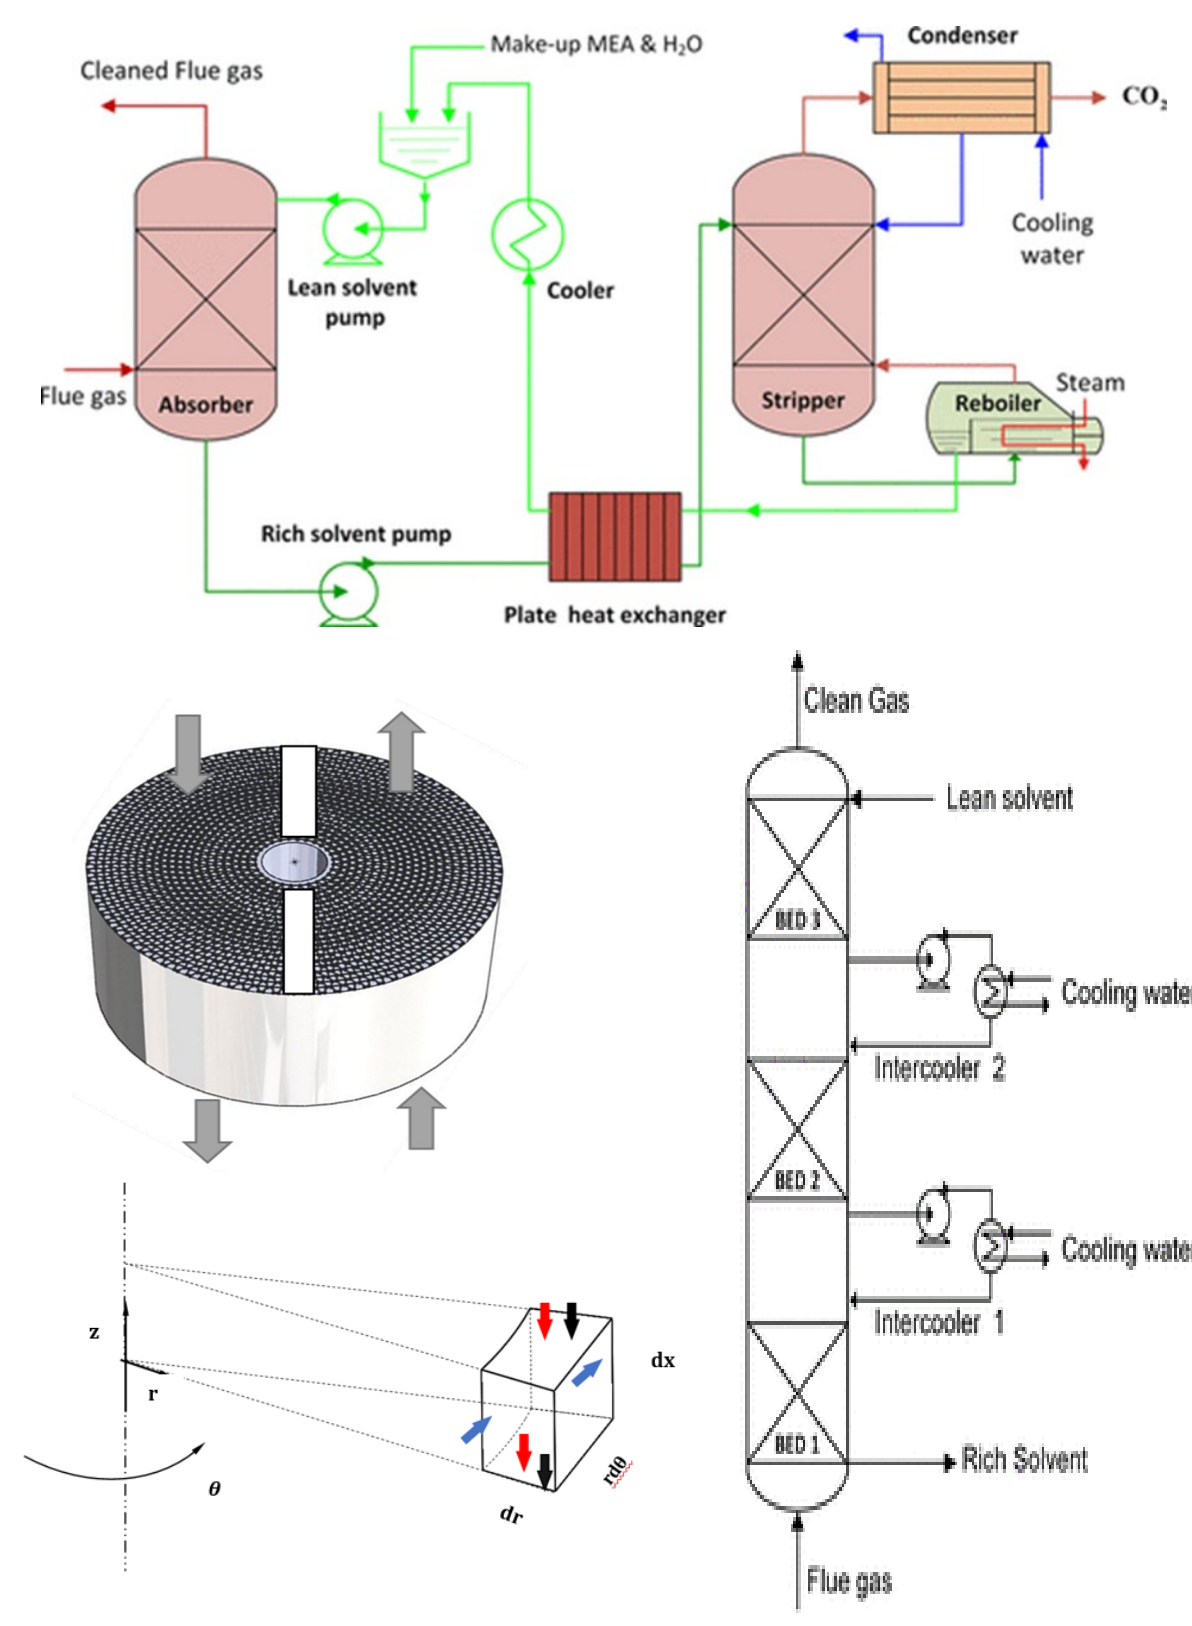 Make-up MEA & H₂O
Condenser
Cleaned Flue gas
CO₂
Cooling
water
Lean solvent
pump
Cooler
Flue gas
Absorber
Stripper
Reboiler
Steam
Rich solvent pump
Plate heat exchanger
Clean Gas
Lean solvent
BED 3
Cooling wate
Intercooler 2
BED 2
Cooling wate
Intercooler 1
BED 1
Rich Solvent
Flue gas
z
r
θ
dx
rdθ
dr